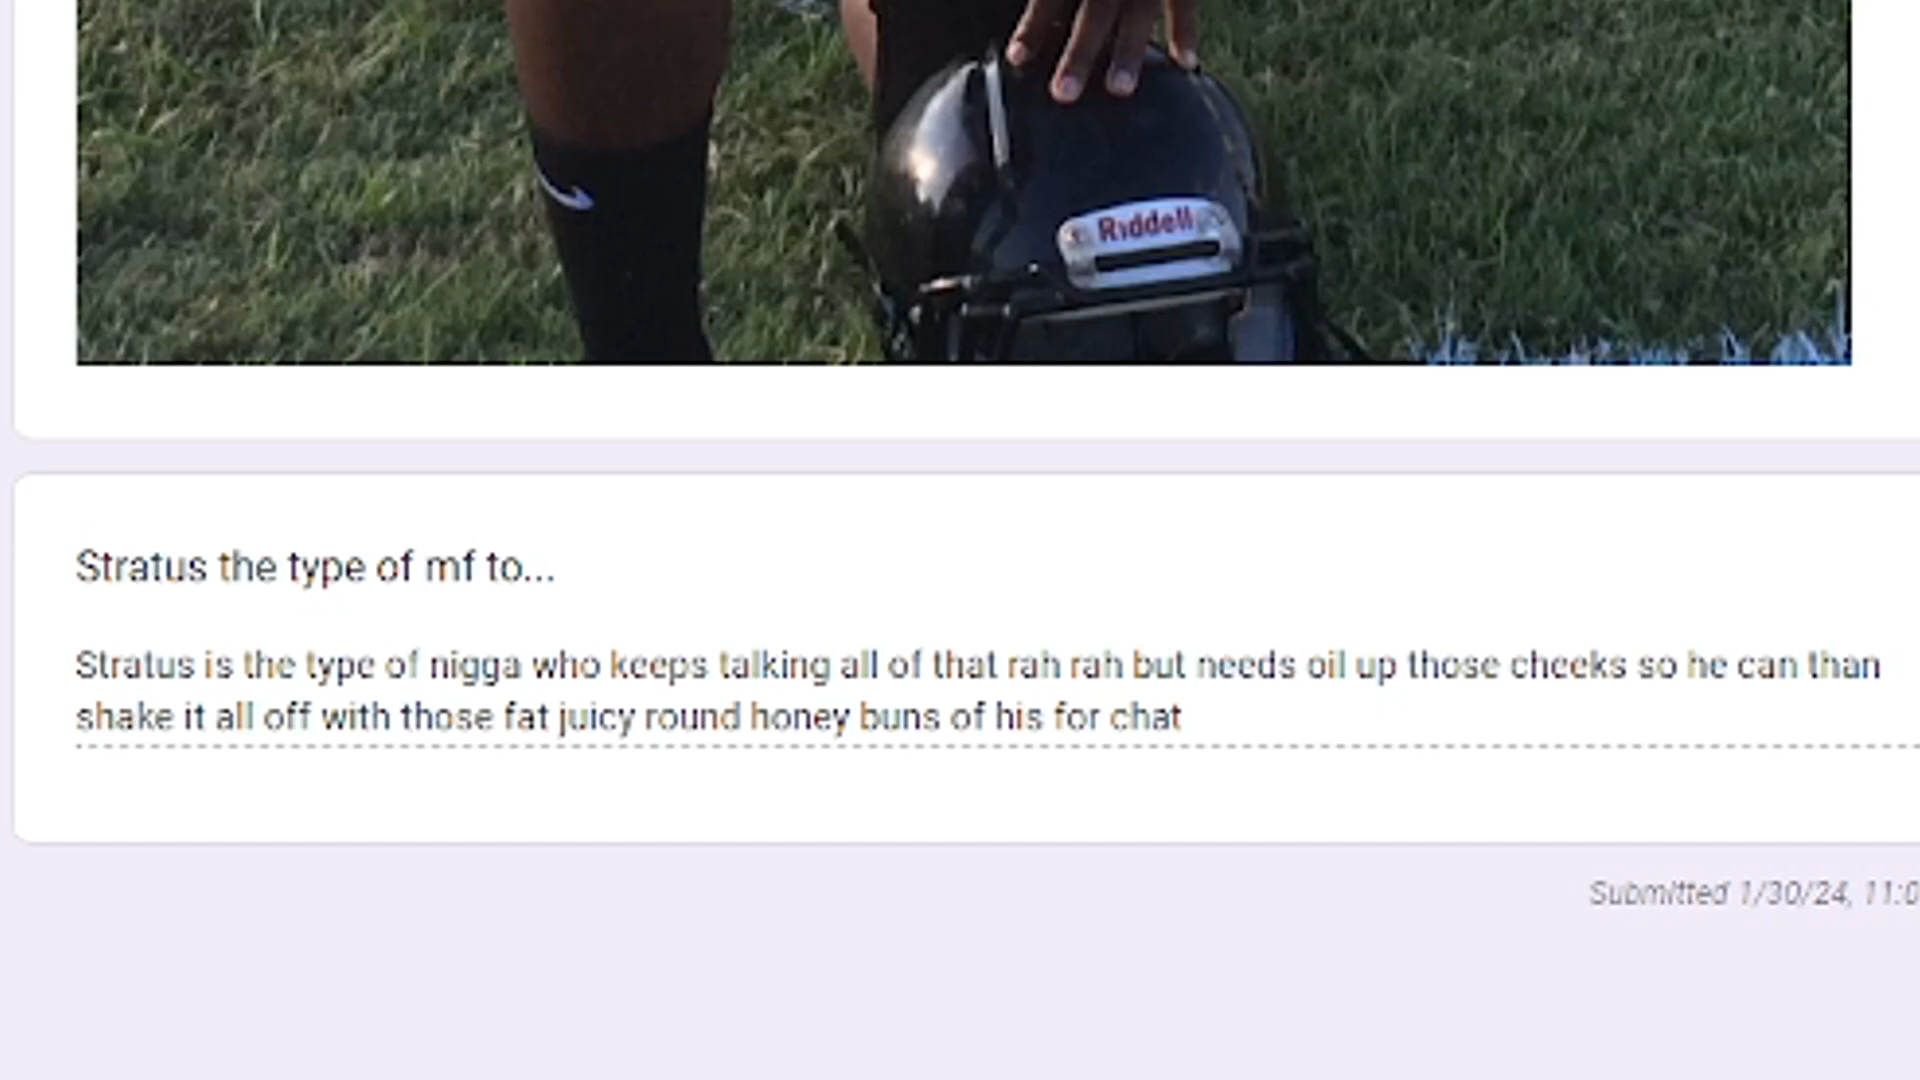 Riddell
Stratus the type of mf to...
Stratus is the type of nigga who keeps talking all of that rah rah but needs oil up those cheeks so he can than
shake it all off with those fat juicy round honey buns of his for chat
Submitted 1/30/24, 11:0